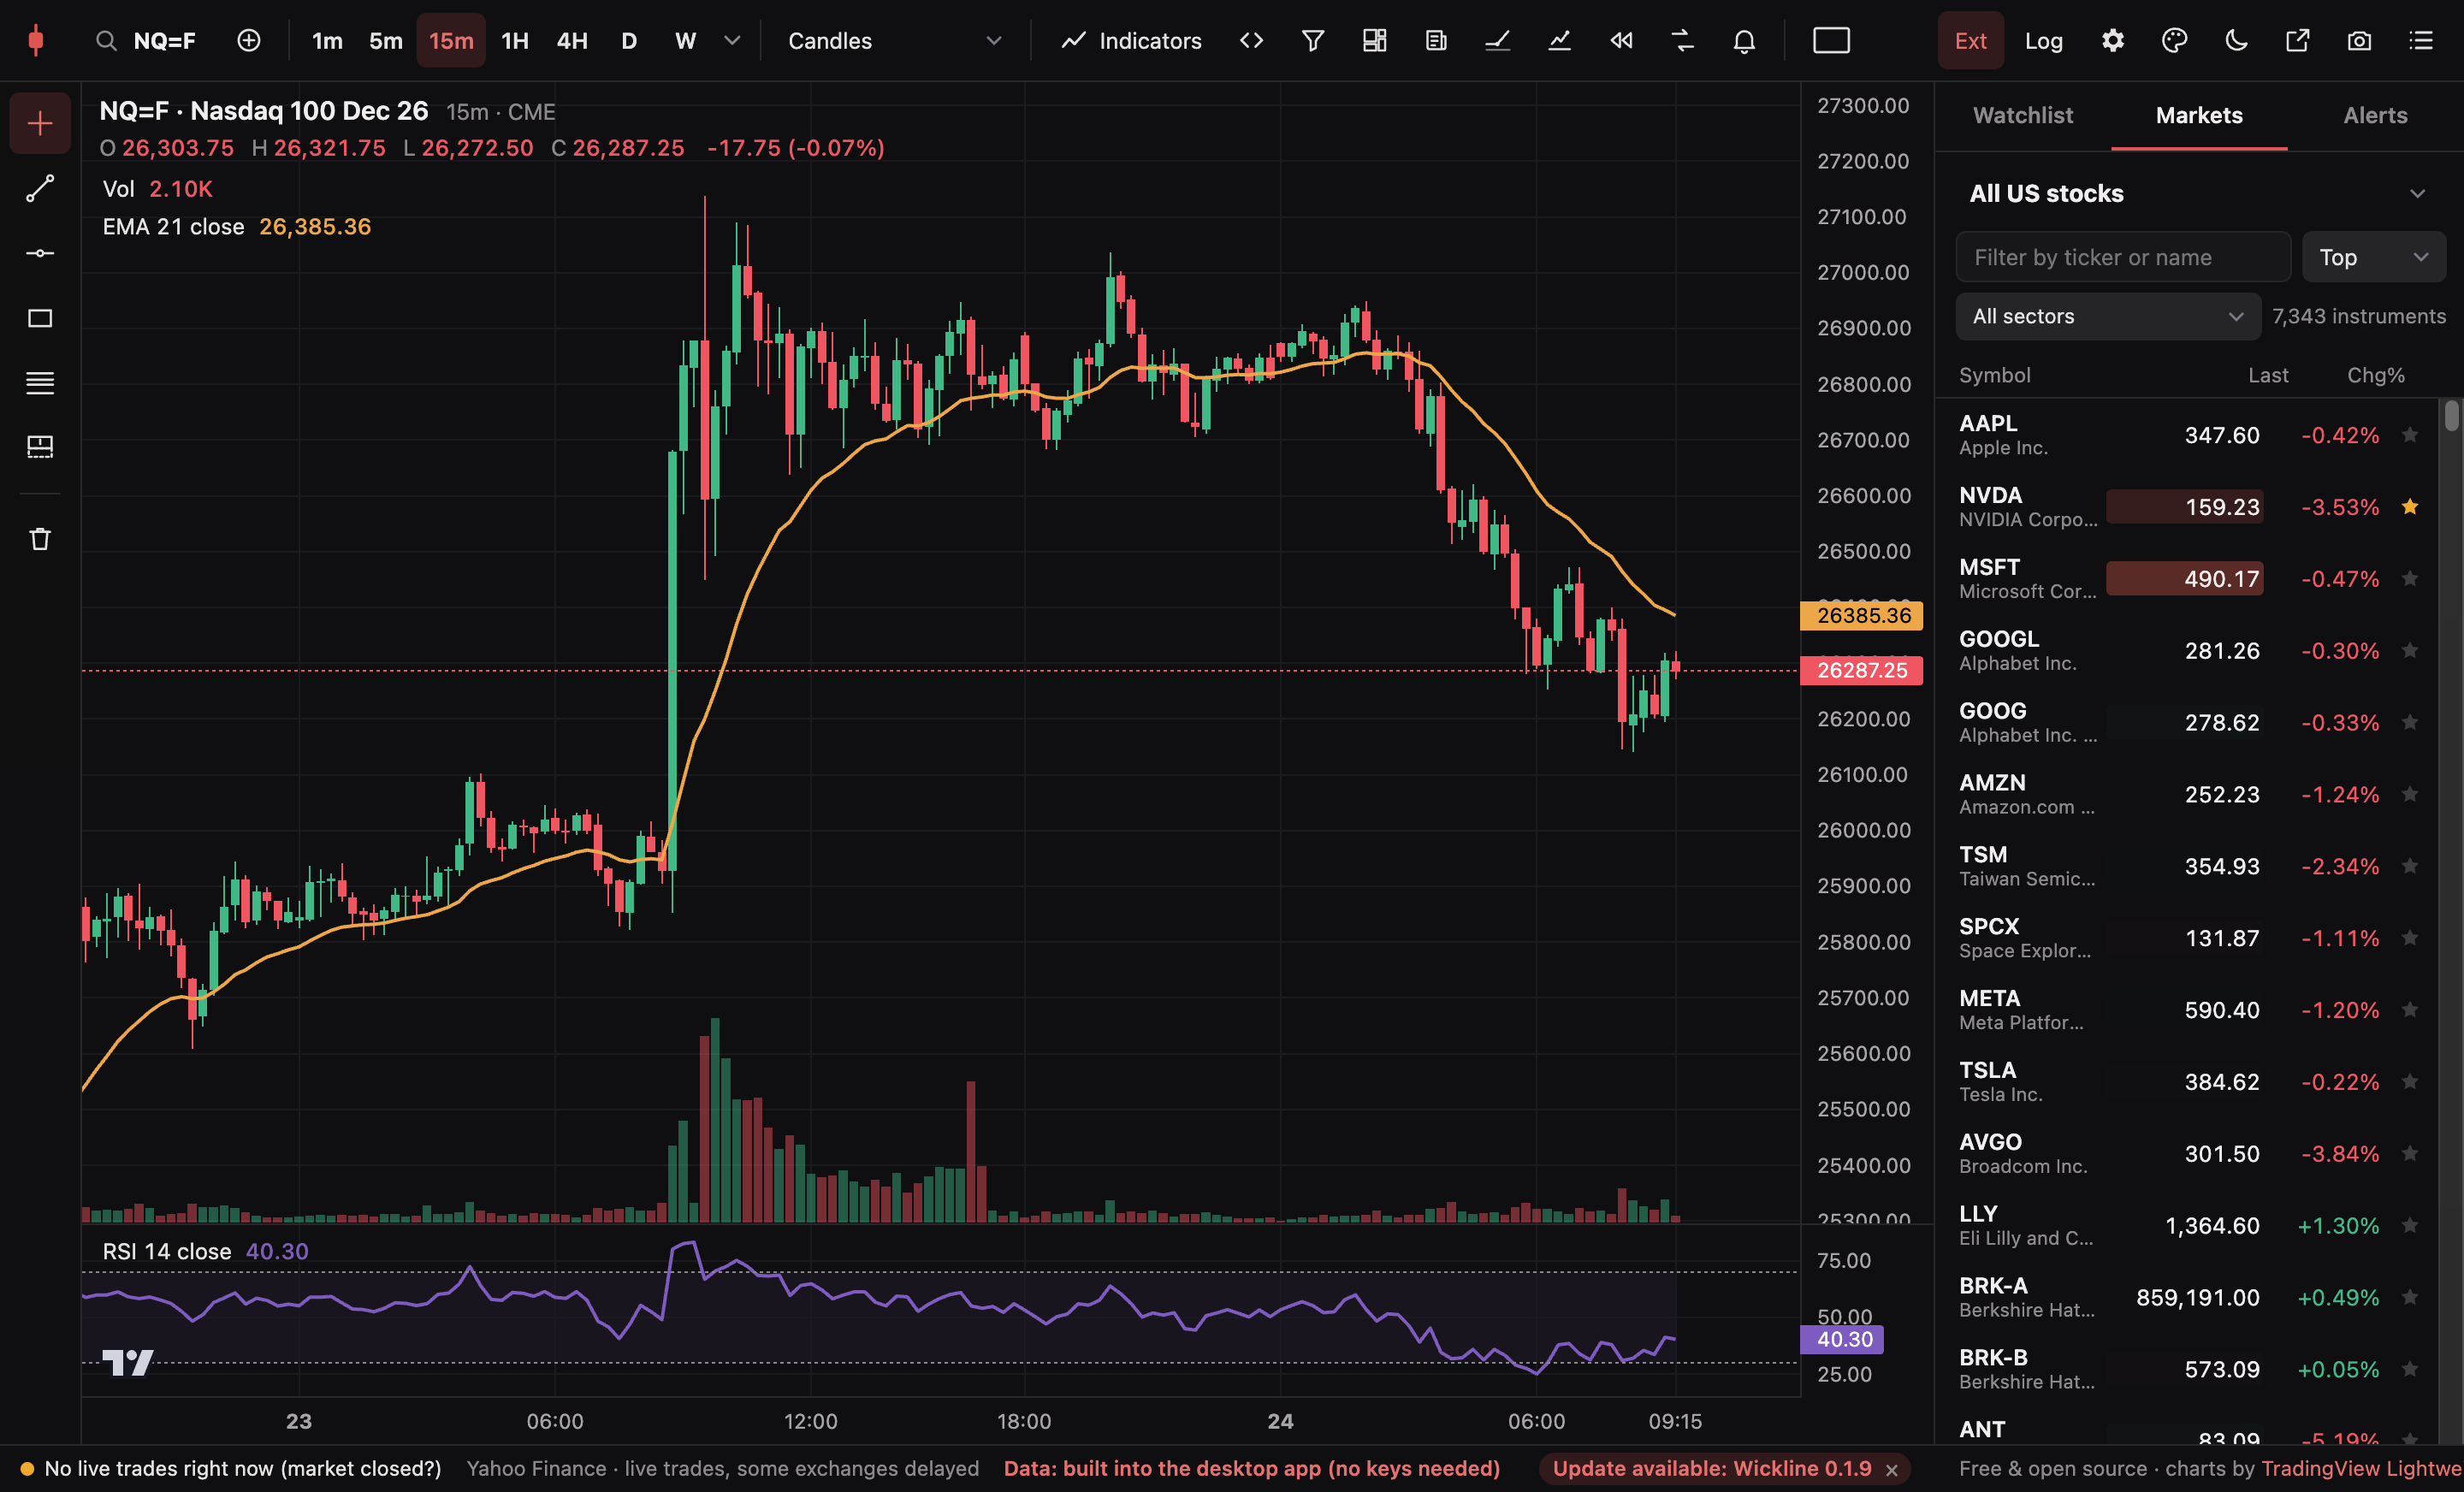 NQ=F 1m 5m 15m 1H 4H D W Candles Indicators Ext Log
NQ=F · Nasdaq 100 Dec 26 15m · CME
O 26,303.75 H 26,321.75 L 26,272.50 C 26,287.25 -17.75 (-0.07%)
Vol 2.10K
EMA 21 close 26,385.36
27300.00
27200.00
27100.00
27000.00
26900.00
26800.00
26700.00
26600.00
26500.00
26385.36
26287.25
26200.00
26100.00
26000.00
25900.00
25800.00
25700.00
25600.00
25500.00
25400.00
25300.00
RSI 14 close 40.30
75.00
50.00
40.30
25.00
23 06:00 12:00 18:00 24 06:00 09:15
Watchlist Markets Alerts
All US stocks
Filter by ticker or name Top
All sectors 7,343 instruments
Symbol Last Chg%
AAPL 347.60 -0.42%
Apple Inc.
NVDA 159.23 -3.53%
NVIDIA Corpo...
MSFT 490.17 -0.47%
Microsoft Cor...
GOOGL 281.26 -0.30%
Alphabet Inc.
GOOG 278.62 -0.33%
Alphabet Inc. ...
AMZN 252.23 -1.24%
Amazon.com ...
TSM 354.93 -2.34%
Taiwan Semic...
SPCX 131.87 -1.11%
Space Explor...
META 590.40 -1.20%
Meta Platfor...
TSLA 384.62 -0.22%
Tesla Inc.
AVGO 301.50 -3.84%
Broadcom Inc.
LLY 1,364.60 +1.30%
Eli Lilly and C...
BRK-A 859,191.00 +0.49%
Berkshire Hat...
BRK-B 573.09 +0.05%
Berkshire Hat...
ANT 83.09 -5.19%
No live trades right now (market closed?) Yahoo Finance · live trades, some exchanges delayed Data: built into the desktop app (no keys needed) Update available: Wickline 0.1.9 × Free & open source · charts by TradingView Lightwe